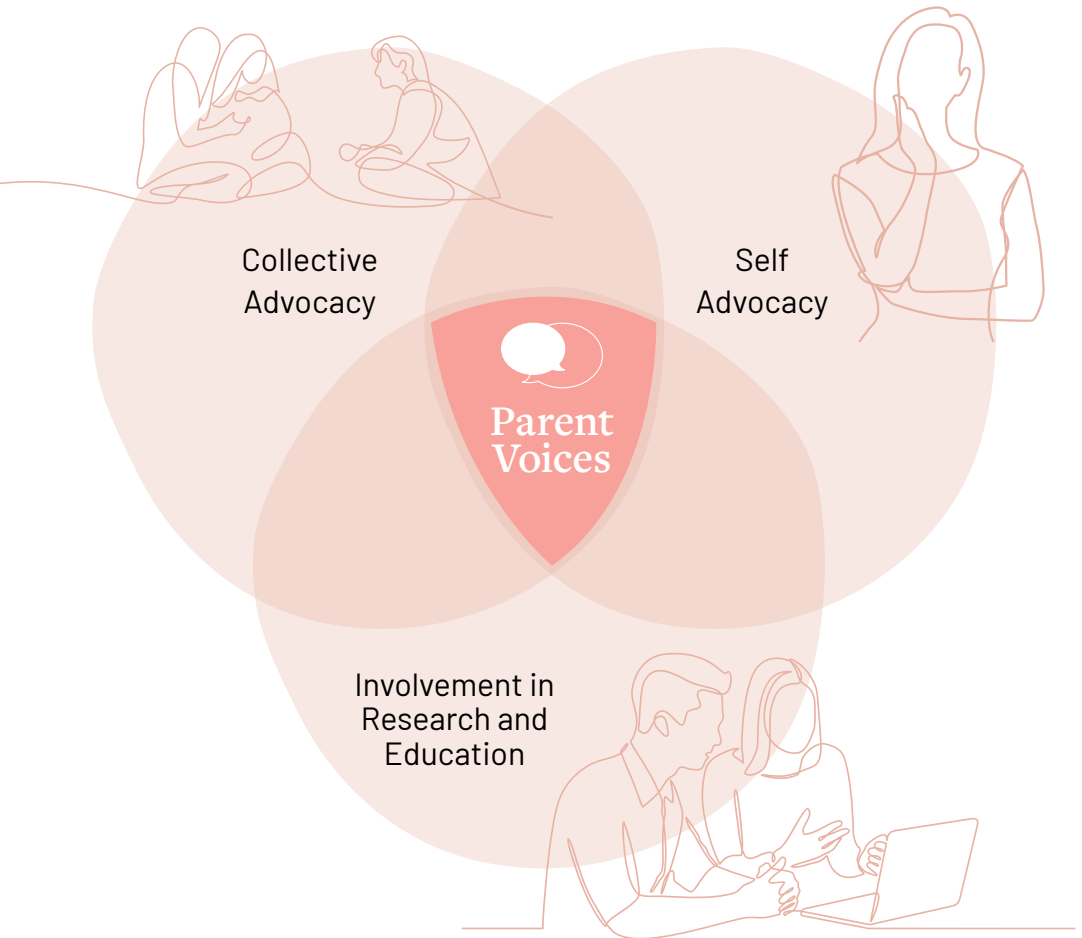 Collective
Advocacy
Self
Advocacy
Parent
Voices
Involvement in
Research and
Education